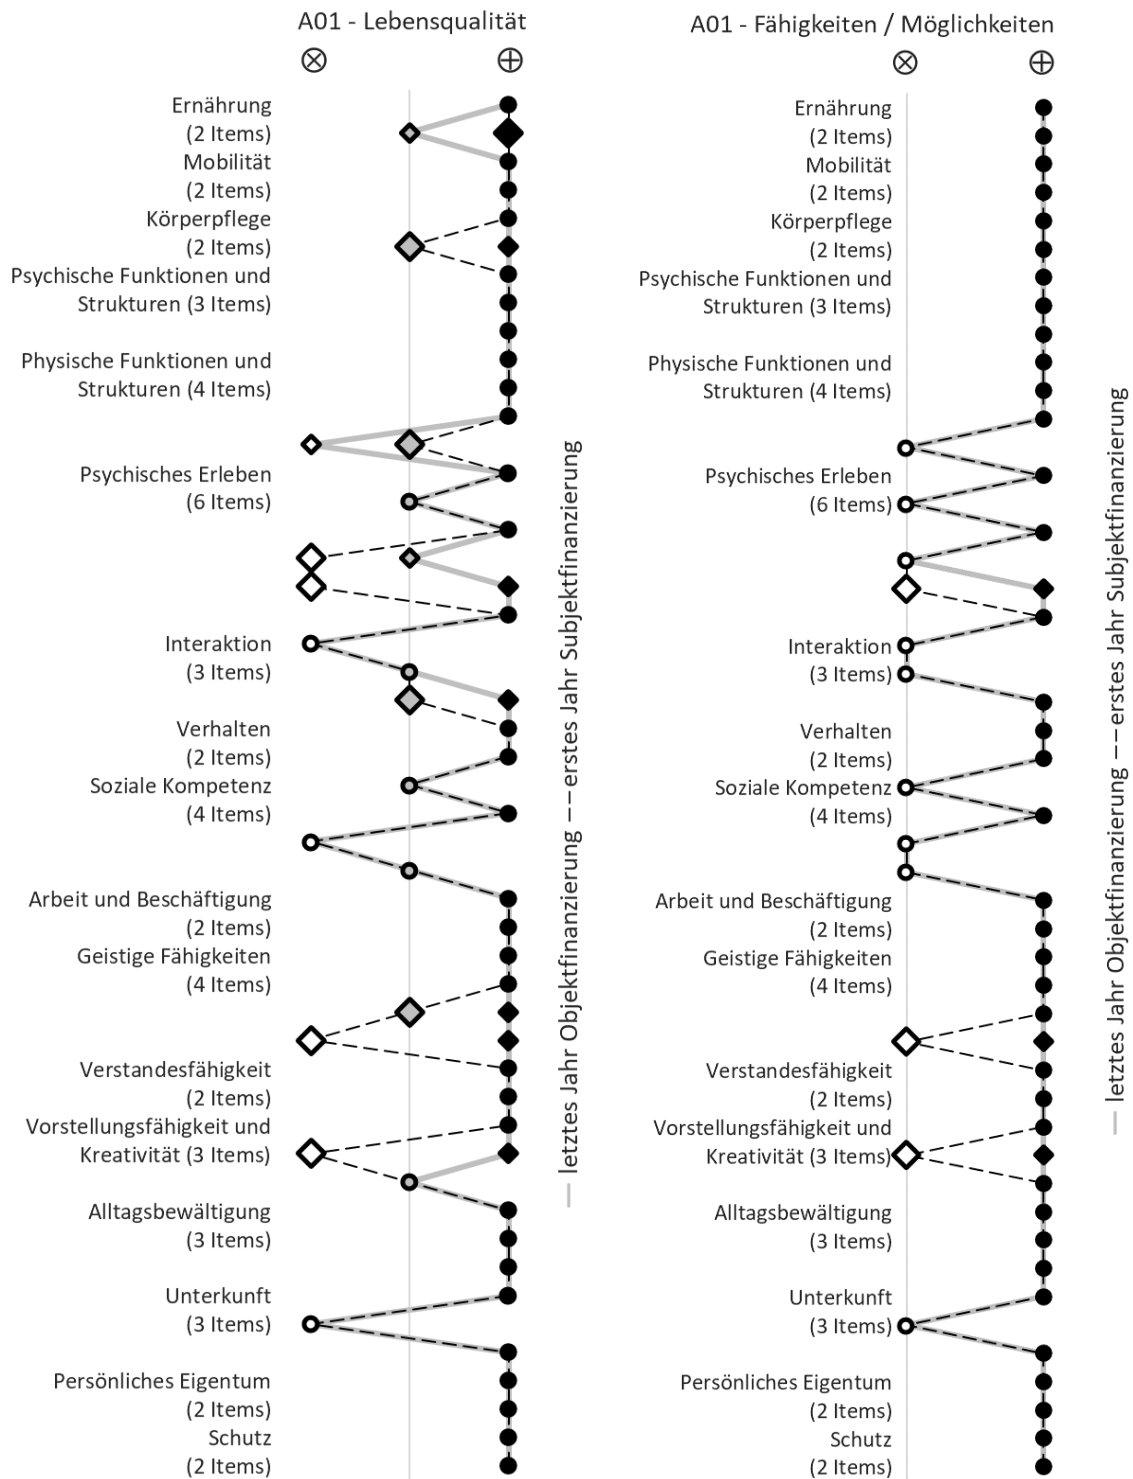 A01 - Lebensqualität
Ernährung
(2 Items)
Mobilität
(2 Items)
Körperpflege
(2 Items)
Psychische Funktionen und
Strukturen (3 Items)
Physische Funktionen und
Strukturen (4 Items)
Psychisches Erleben
(6 Items)
Interaktion
(3 Items)
Verhalten
(2 Items)
Soziale Kompetenz
(4 Items)
Arbeit und Beschäftigung
(2 Items)
Geistige Fähigkeiten
(4 Items)
Verstandesfähigkeit
(2 Items)
Vorstellungsfähigkeit und
Kreativität (3 Items)
Alltagsbewältigung
(3 Items)
Unterkunft
(3 Items)
Persönliches Eigentum
(2 Items)
Schutz
(2 Items)
letztes Jahr Objektfinanzierung erstes Jahr Subjektfinanzierung
A01 - Fähigkeiten / Möglichkeiten
Ernährung
(2 Items)
Mobilität
(2 Items)
Körperpflege
(2 Items)
Psychische Funktionen und
Strukturen (3 Items)
Physische Funktionen und
Strukturen (4 Items)
Psychisches Erleben
(6 Items)
Interaktion
(3 Items)
Verhalten
(2 Items)
Soziale Kompetenz
(4 Items)
Arbeit und Beschäftigung
(2 Items)
Geistige Fähigkeiten
(4 Items)
Verstandesfähigkeit
(2 Items)
Vorstellungsfähigkeit und
Kreativität (3 Items)
Alltagsbewältigung
(3 Items)
Unterkunft
(3 Items)
Persönliches Eigentum
(2 Items)
Schutz
(2 Items)
letztes Jahr Objektfinanzierung erstes Jahr Subjektfinanzierung